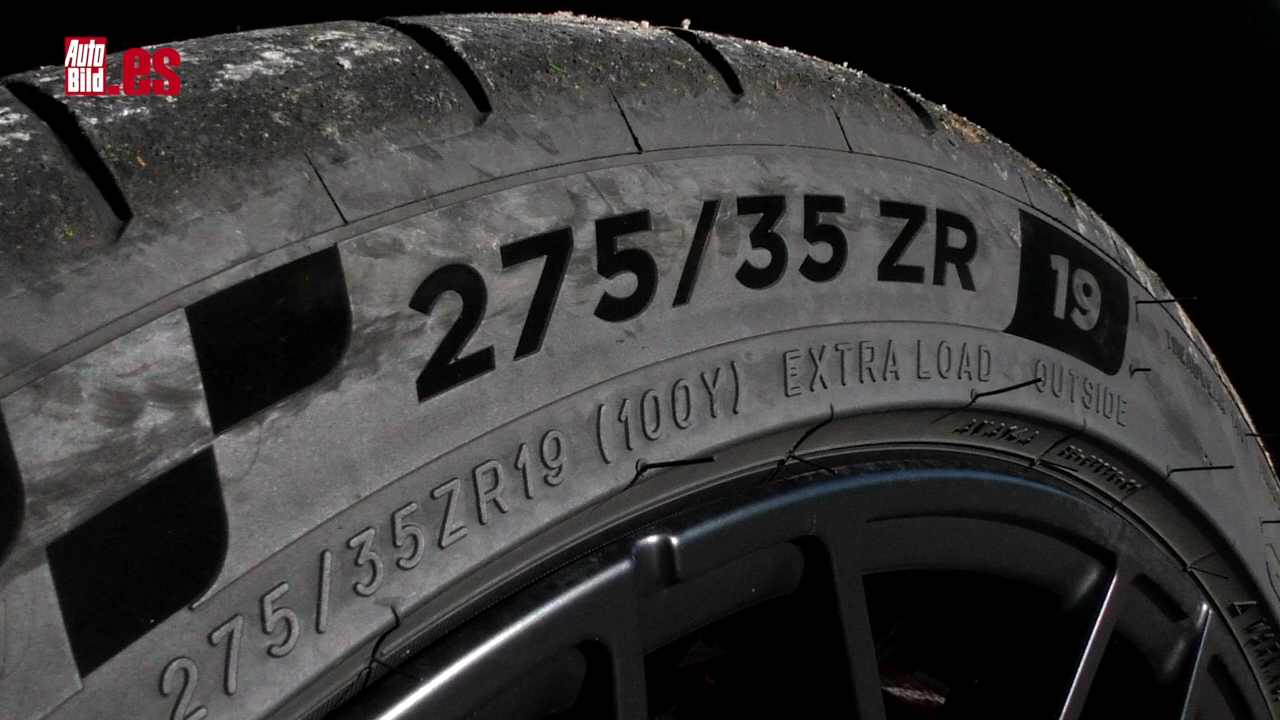 Auto
Bild
.es
275/35 ZR 19
275/35ZR19 (100Y) EXTRA LOAD OUTSIDE